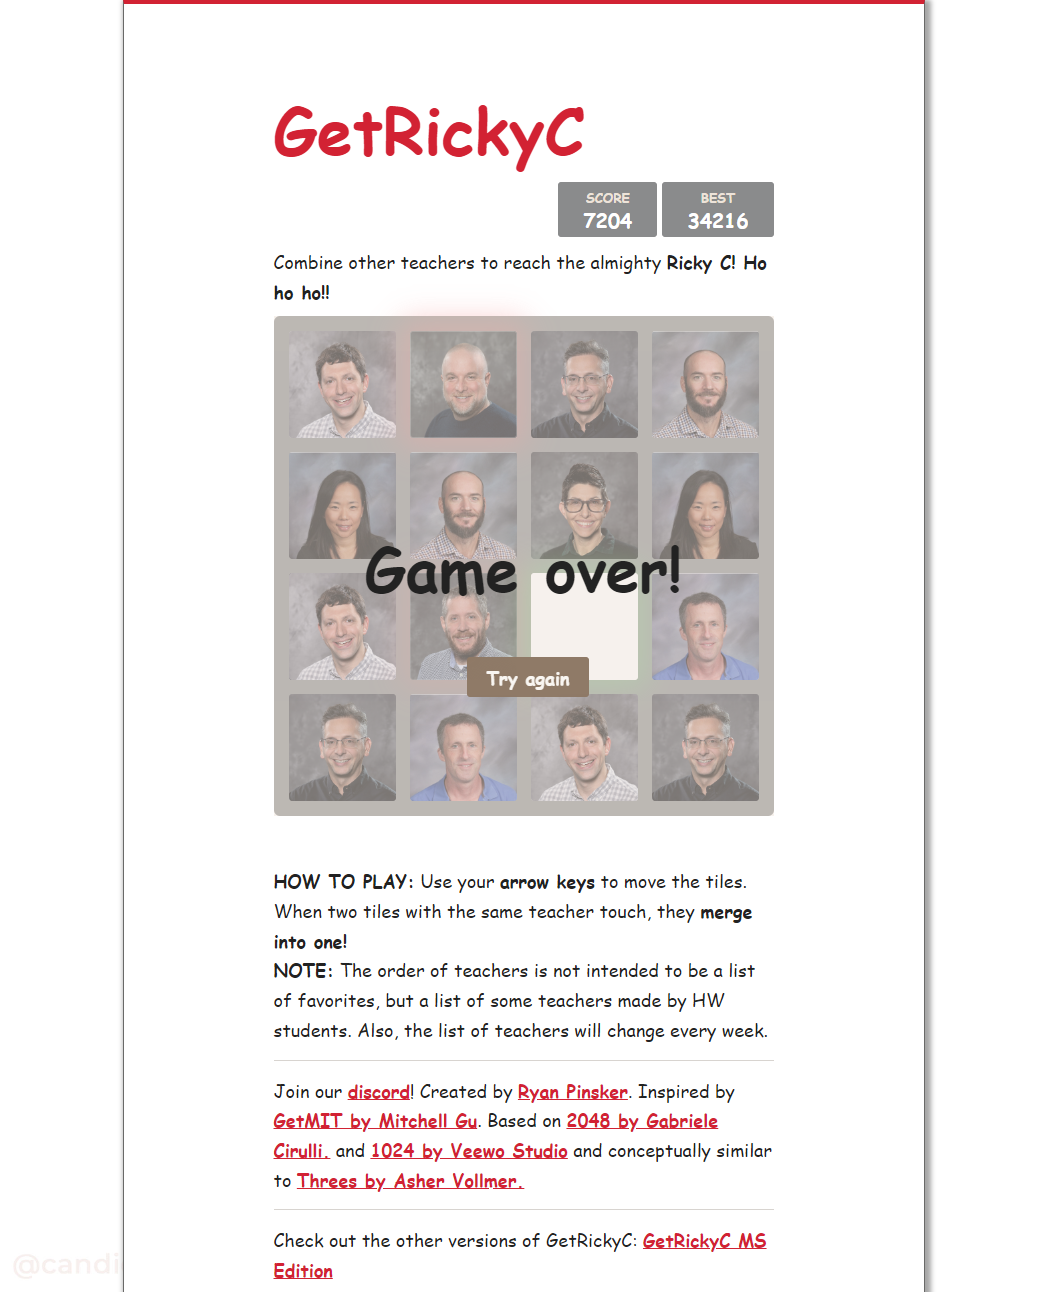 GetRickyC
SCORE
7204
BEST
34216
Combine other teachers to reach the almighty Ricky C! Ho
ho ho!!
Game over!
Try again
HOW TO PLAY: Use your arrow keys to move the tiles.
When two tiles with the same teacher touch, they merge
into one!
NOTE: The order of teachers is not intended to be a list
of favorites, but a list of some teachers made by HW
students. Also, the list of teachers will change every week.
Join our discord! Created by Ryan Pinsker. Inspired by
GetMIT by Mitchell Gu. Based on 2048 by Gabriele
Cirulli. and 1024 by Veewo Studio and conceptually similar
to Threes by Asher Vollmer.
Check out the other versions of GetRickyC: GetRickyC MS
Edition